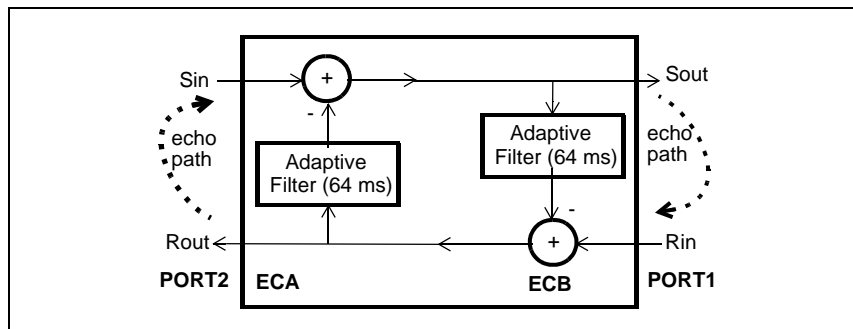 Sin
+
Sout
-
echo
path
Adaptive
Filter (64 ms)
Adaptive
Filter (64 ms)
echo
path
-
Rout
+
Rin
PORT2
ECA
ECB
PORT1